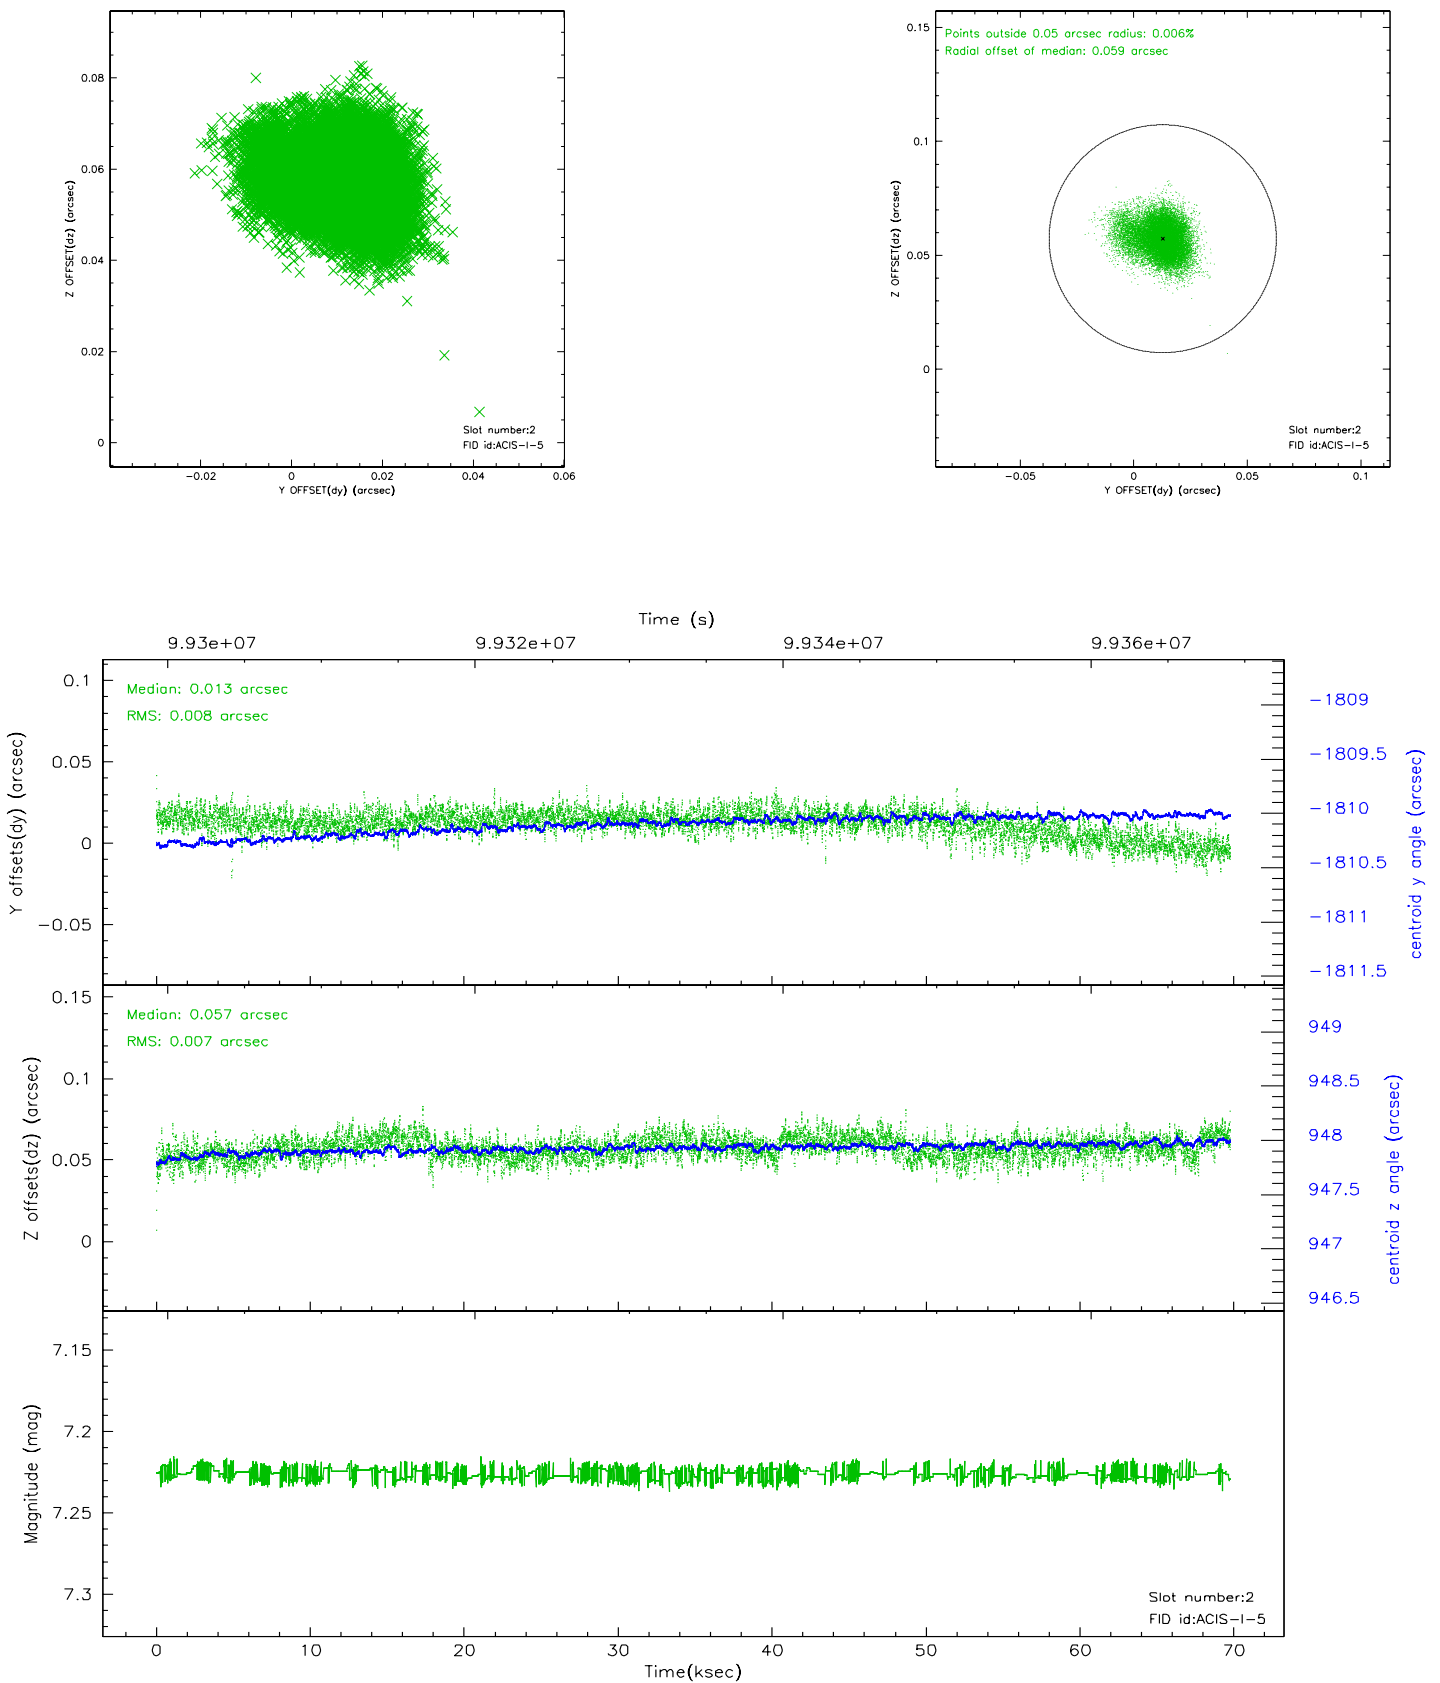 0.08
0.06
0.04
0.02
0
Z OFFSET(dz) (arcsec)
Slot number:2
FID id:ACIS-I-5
-0.02 0 0.02 0.04 0.06
Y OFFSET(dy) (arcsec)
Points outside 0.05 arcsec radius: 0.006%
Radial offset of median: 0.059 arcsec
0.15
0.1
0.05
0
Z OFFSET(dz) (arcsec)
Slot number:2
FID id:ACIS-I-5
-0.05 0 0.05 0.1
Y OFFSET(dy) (arcsec)
Time (s)
9.93e+07 9.932e+07 9.934e+07 9.936e+07
Median: 0.013 arcsec
RMS: 0.008 arcsec
0.1
0.05
0
-0.05
Y offsets(dy) (arcsec)
-1809
-1809.5
-1810
-1810.5
-1811
-1811.5
centroid y angle (arcsec)
Median: 0.057 arcsec
RMS: 0.007 arcsec
0.15
0.1
0.05
0
Z offsets(dz) (arcsec)
949
948.5
948
947.5
947
946.5
centroid z angle (arcsec)
7.15
7.2
7.25
7.3
Magnitude (mag)
Slot number:2
FID id:ACIS-I-5
0 10 20 30 40 50 60 70
Time(ksec)